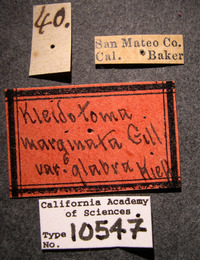 40.
San Mateo Co.
Cal. Baker
Kleidotoma
marginata Gill.
var. glabra Kieff
California Academy
of Sciences
Type
No. 10547